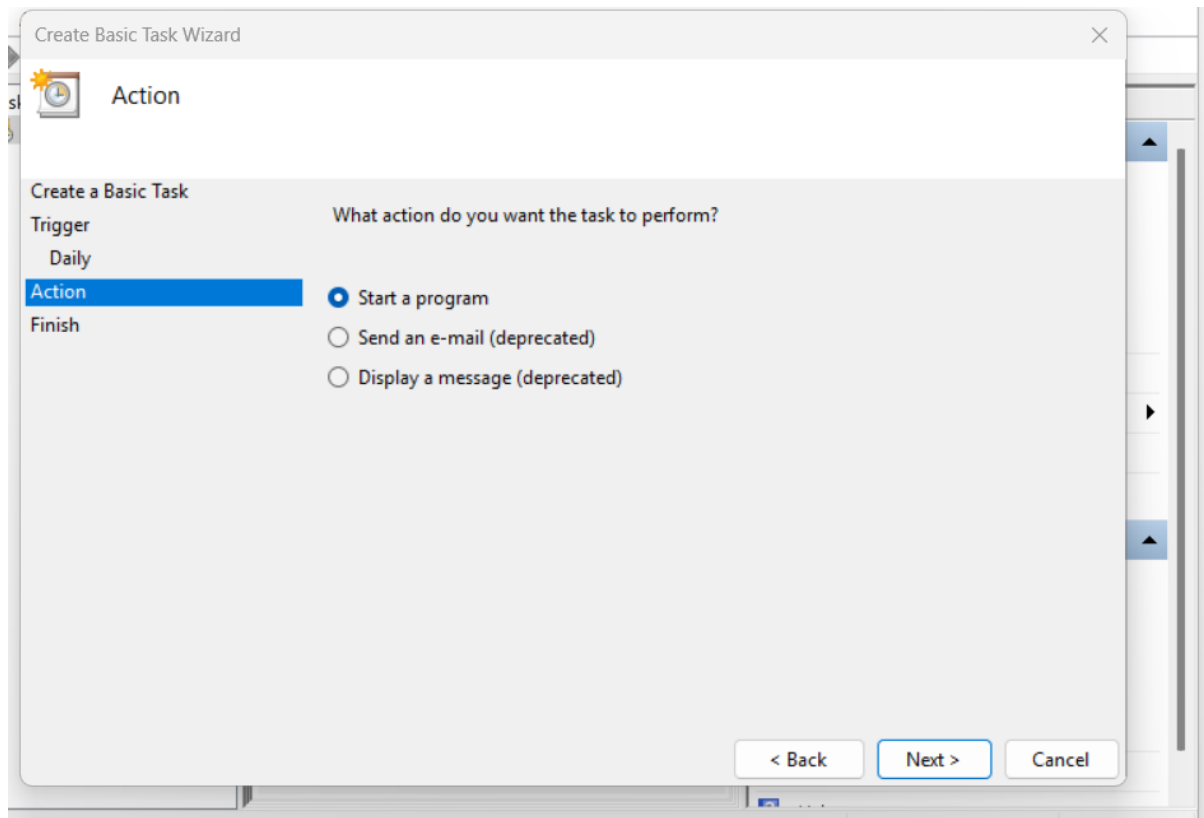 Create Basic Task Wizard
Action
Create a Basic Task
Trigger
Daily
Action
Finish
What action do you want the task to perform?
Start a program
Send an e-mail (deprecated)
Display a message (deprecated)
< Back
Next >
Cancel